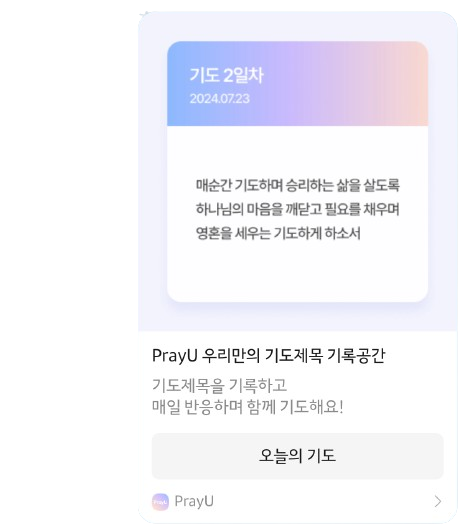 기도 2일차
2024.07.23
매순간 기도하며 승리하는 삶을 살도록
하나님의 마음을 깨닫고 필요를 채우며
영혼을 세우는 기도하게 하소서
PrayU 우리만의 기도제목 기록공간
기도제목을 기록하고
매일 반응하며 함께 기도해요!
오늘의 기도
PrayU PrayU